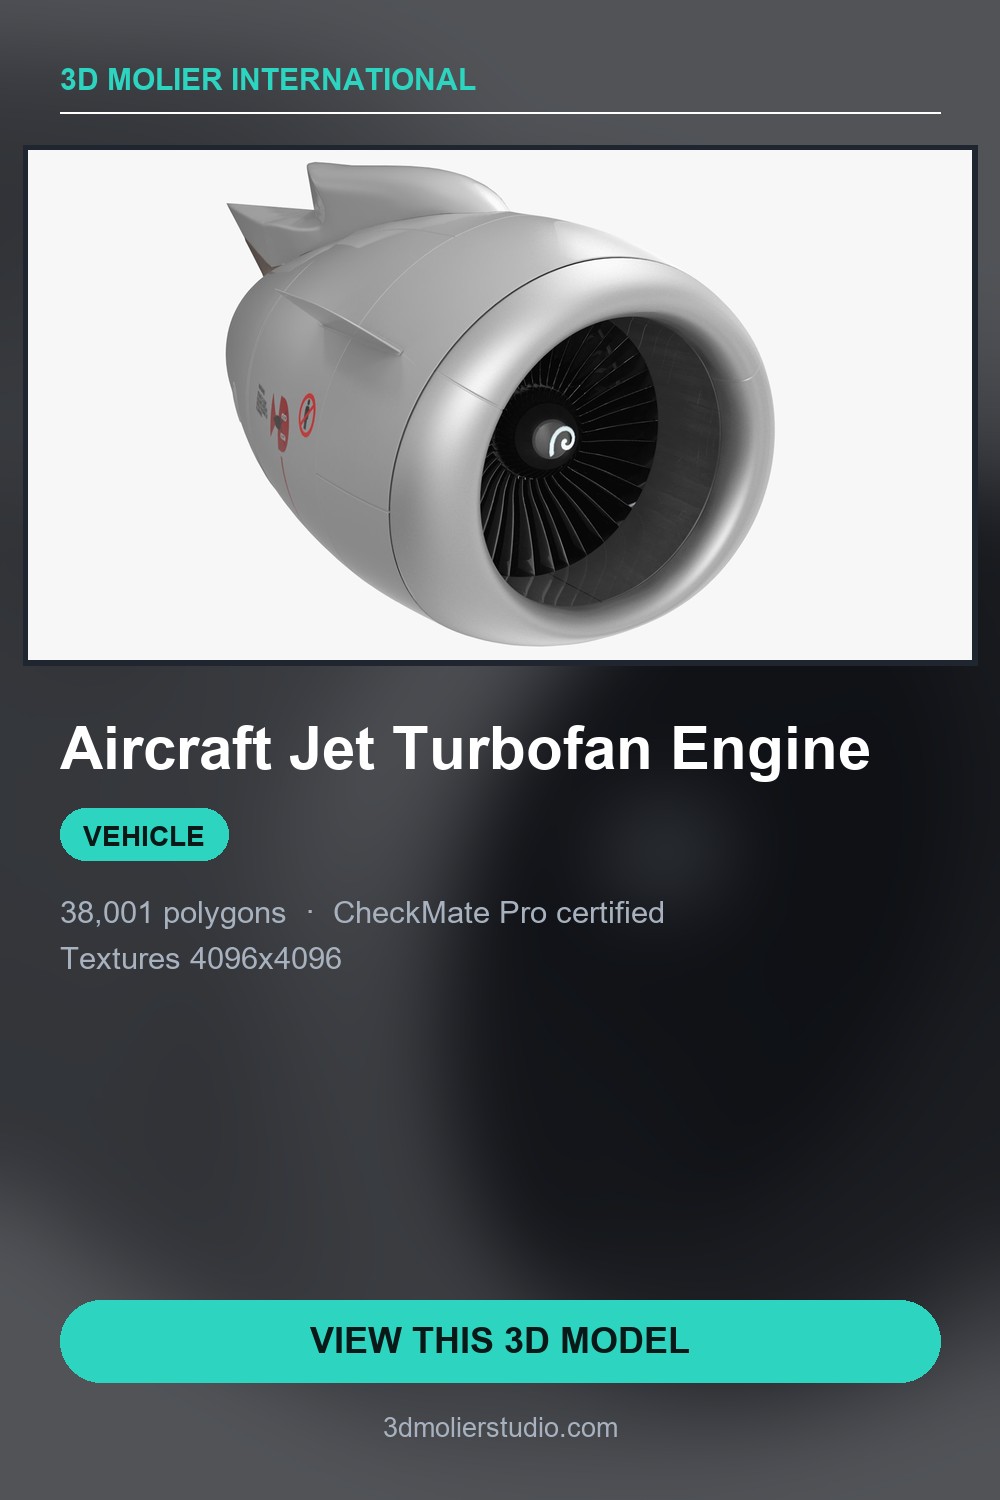 3D MOLIER INTERNATIONAL
Aircraft Jet Turbofan Engine
VEHICLE
38,001 polygons · CheckMate Pro certified
Textures 4096x4096
VIEW THIS 3D MODEL
3dmolierstudio.com